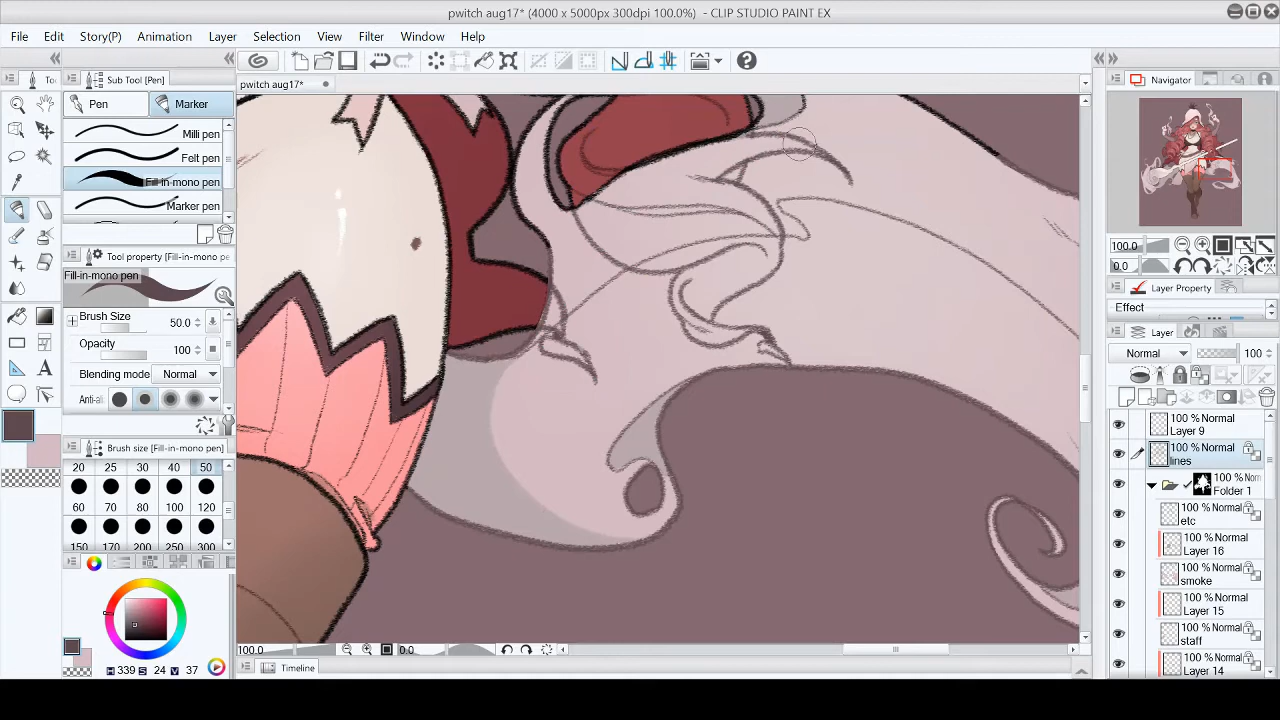 pwitch aug17* (4000 x 5000px 300dpi 100.0%) - CLIP STUDIO PAINT EX
File Edit Story(P) Animation Layer Selection View Filter Window Help
To
Sub Tool [Pen]
pwitch aug17*
Navigator
Pen
Marker
Milli pen
Felt pen
Fill-in-mono pen
Marker pen
Tool property [Fill-in-mono pe
Fill-in-mono pen
Brush Size 50.0
Opacity 100
Blending mode Normal
Anti-ali
Brush size [Fill-in-mono pen]
20 25 30 40 50
60 70 80 100 120
150 170 200 250 300
H 339 S 24 V 37
100.0
0.0
Timeline
100.0
0.0
Layer Property
Effect
Layer
Normal 100
100 % Normal
Layer 9
100 % Normal
lines
100 % Norm
Folder 1
100 % Normal
etc
100 % Normal
Layer 16
100 % Normal
smoke
100 % Normal
Layer 15
100 % Normal
staff
100 % Normal
Layer 14